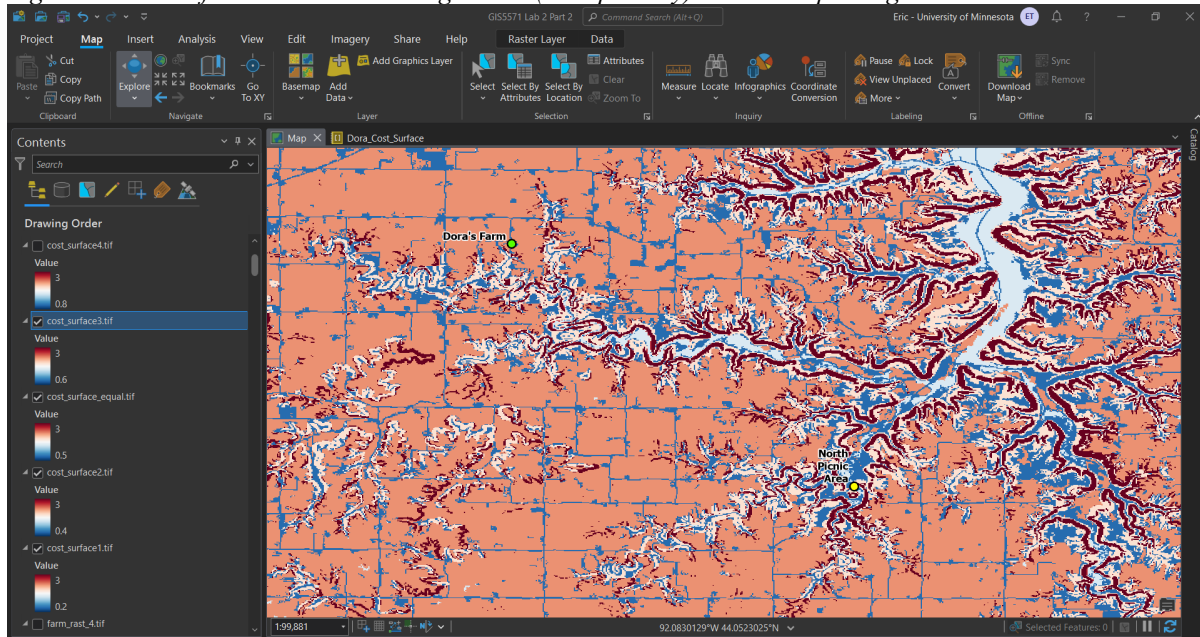 GIS5571 Lab 2 Part 2
Command Search (Alt+Q)
Eric - University of Minnesota
ET
?
Project Map Insert Analysis View Edit Imagery Share Help Raster Layer Data
Paste
Cut
Copy
Copy Path
Clipboard
Explore
Bookmarks
Go
To XY
Navigate
Basemap
Add
Data
Add Graphics Layer
Layer
Select
Select By
Attributes
Select By
Location
Attributes
Clear
Zoom To
Selection
Measure
Locate
Infographics
Coordinate
Conversion
Inquiry
Pause
Lock
View Unplaced
More
Convert
Labeling
Download
Map
Sync
Remove
Offline
Contents
Search
Drawing Order
cost_surface4.tif
Value
3
0.8
cost_surface3.tif
Value
3
0.6
cost_surface_equal.tif
Value
3
0.5
cost_surface2.tif
Value
3
0.4
cost_surface1.tif
Value
3
0.2
farm_rast_4.tif
Map
Dora_Cost_Surface
Catalog
Dora's Farm
North
Picnic
Area
1:99,881
92.0830129°W 44.0523025°N
Selected Features: 0